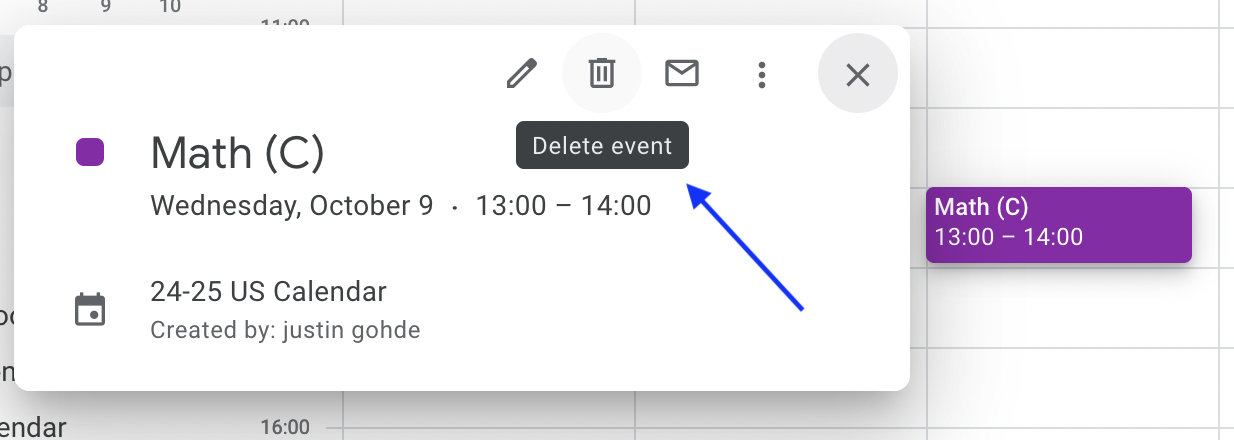 8 9 10
11:00
Delete event
Math (C)
Wednesday, October 9 · 13:00 – 14:00
24-25 US Calendar
Created by: justin gohde
Math (C)
13:00 – 14:00
endar
16:00